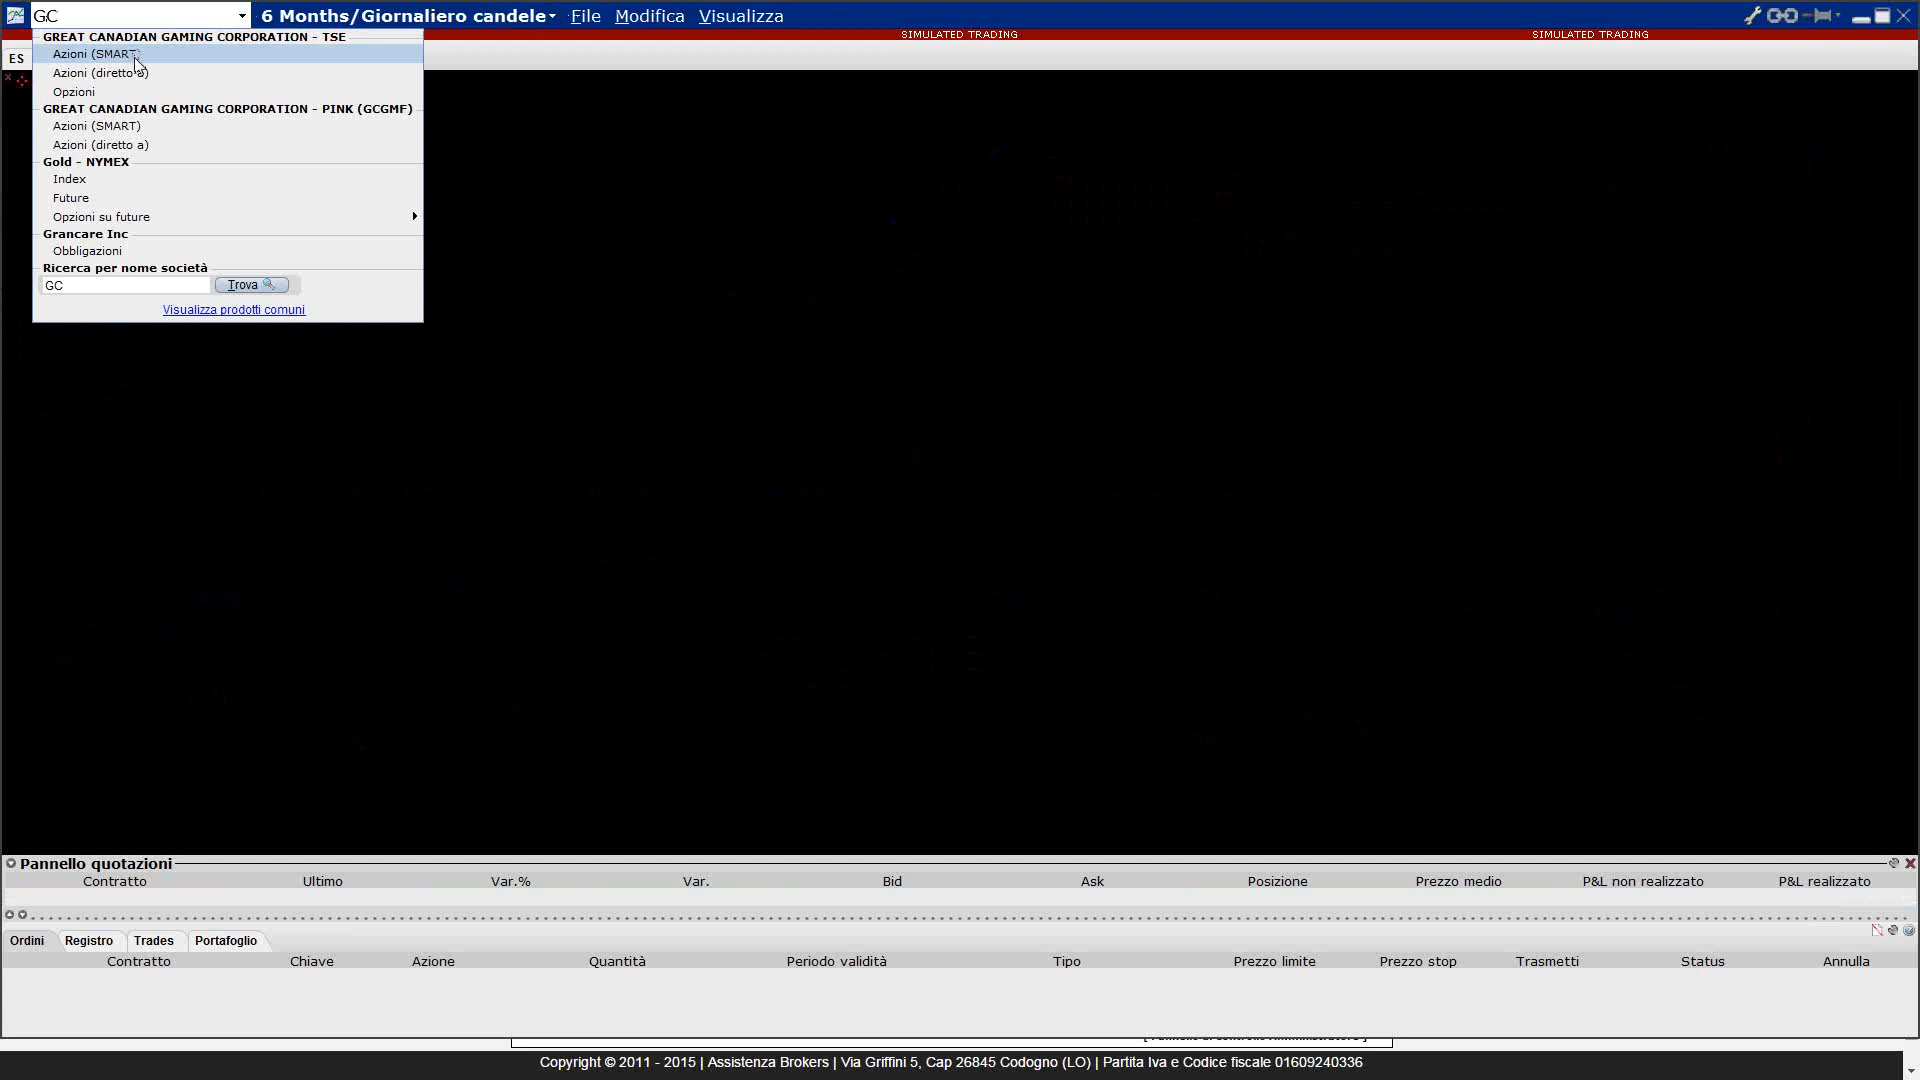 GC 6 Months/Giornaliero candele File Modifica Visualizza
SIMULATED TRADING SIMULATED TRADING
GREAT CANADIAN GAMING CORPORATION - TSE
ES
Azioni (SMART)
Azioni (diretto a)
Opzioni
GREAT CANADIAN GAMING CORPORATION - PINK (GCGMF)
Azioni (SMART)
Azioni (diretto a)
Gold - NYMEX
Index
Future
Opzioni su future
Grancare Inc
Obbligazioni
Ricerca per nome società
GC Trova
Visualizza prodotti comuni
Pannello quotazioni
Contratto Ultimo Var.% Var. Bid Ask Posizione Prezzo medio P&L non realizzato P&L realizzato
Ordini Registro Trades Portafoglio
Contratto Chiave Azione Quantità Periodo validità Tipo Prezzo limite Prezzo stop Trasmetti Status Annulla
Copyright © 2011 - 2015 | Assistenza Brokers | Via Griffini 5, Cap 26845 Codogno (LO) | Partita Iva e Codice fiscale 01609240336